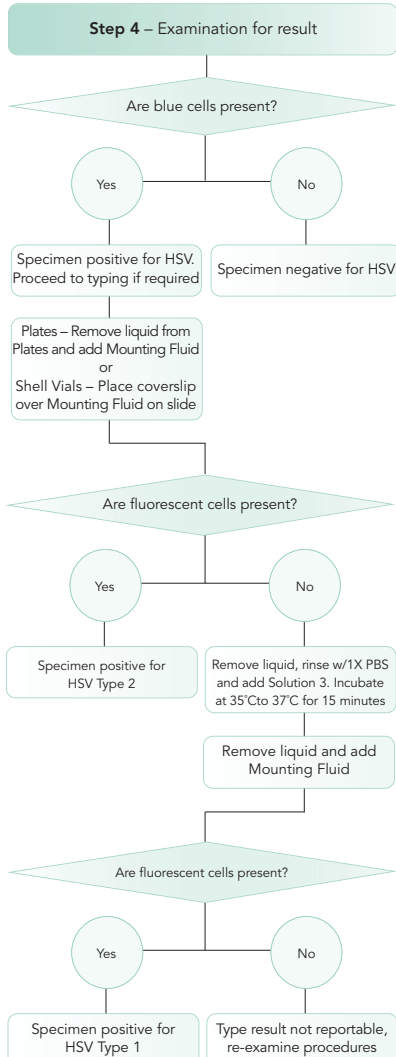 Step 4 – Examination for result
Are blue cells present?
Yes
No
Specimen positive for HSV.
Proceed to typing if required
Specimen negative for HSV
Plates – Remove liquid from
Plates and add Mounting Fluid
or
Shell Vials – Place coverslip
over Mounting Fluid on slide
Are fluorescent cells present?
Yes
No
Specimen positive for
HSV Type 2
Remove liquid, rinse w/1X PBS
and add Solution 3. Incubate
at 35˚Cto 37˚C for 15 minutes
Remove liquid and add
Mounting Fluid
Are fluorescent cells present?
Yes
No
Specimen positive for
HSV Type 1
Type result not reportable,
re-examine procedures